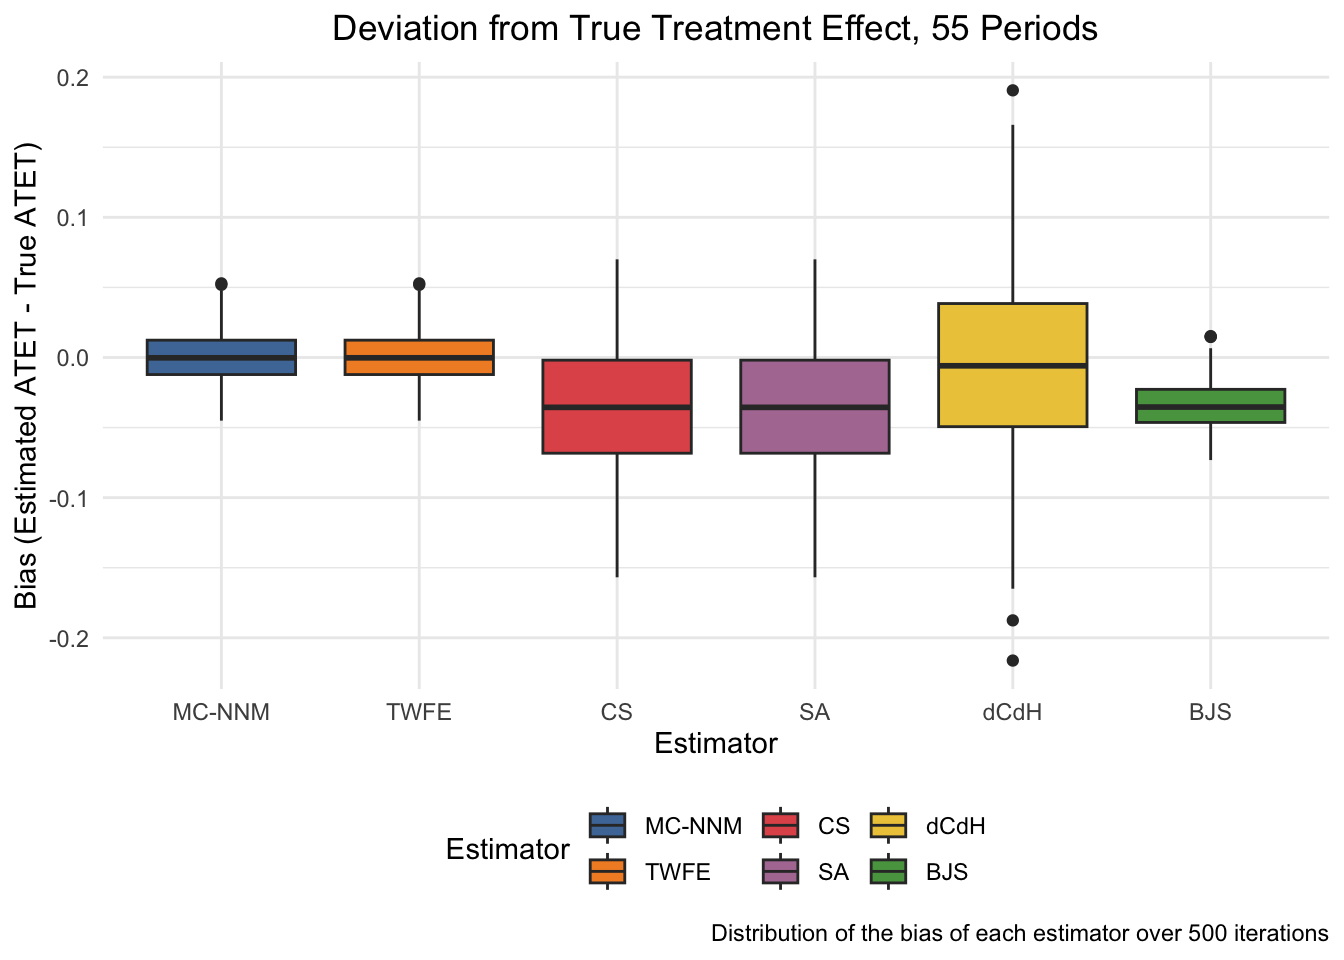 Deviation from True Treatment Effect, 55 Periods
Bias (Estimated ATET - True ATET)
0.2
0.1
0.0
-0.1
-0.2
MC-NNM TWFE CS SA dCdH BJS
Estimator
Estimator
MC-NNM CS dCdH
TWFE SA BJS
Distribution of the bias of each estimator over 500 iterations